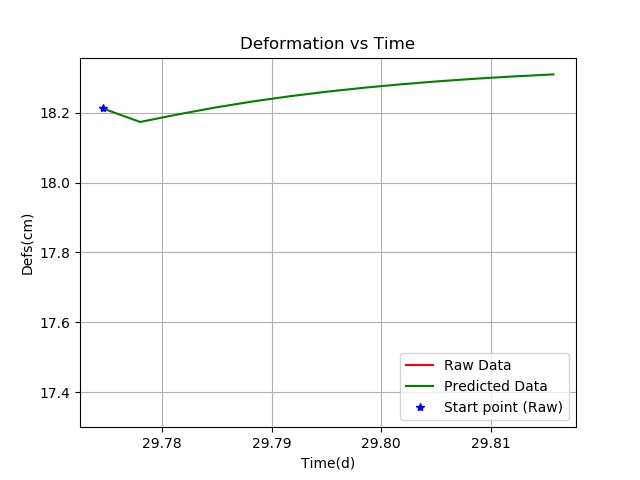 Deformation vs Time
Defs(cm)
18.2
18.0
17.8
17.6
17.4
Raw Data
Predicted Data
Start point (Raw)
29.78 29.79 29.80 29.81
Time(d)